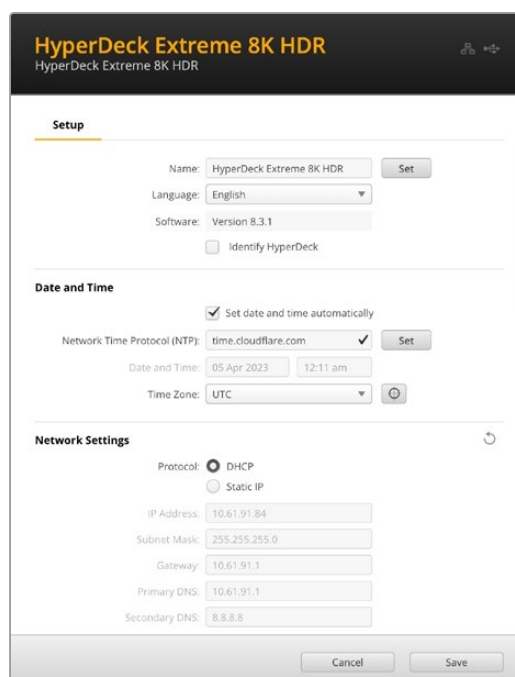 HyperDeck Extreme 8K HDR
HyperDeck Extreme 8K HDR
Setup
Name: HyperDeck Extreme 8K HDR Set
Language: English
Software: Version 8.3.1
Identify HyperDeck
Date and Time
Set date and time automatically
Network Time Protocol (NTP): time.cloudflare.com Set
Date and Time: 05 Apr 2023 12:11 am
Time Zone: UTC
Network Settings
Protocol: DHCP
Static IP
IP Address: 10.61.91.84
Subnet Mask: 255.255.255.0
Gateway: 10.61.91.1
Primary DNS: 10.61.91.1
Secondary DNS: 8.8.8.8
Cancel Save